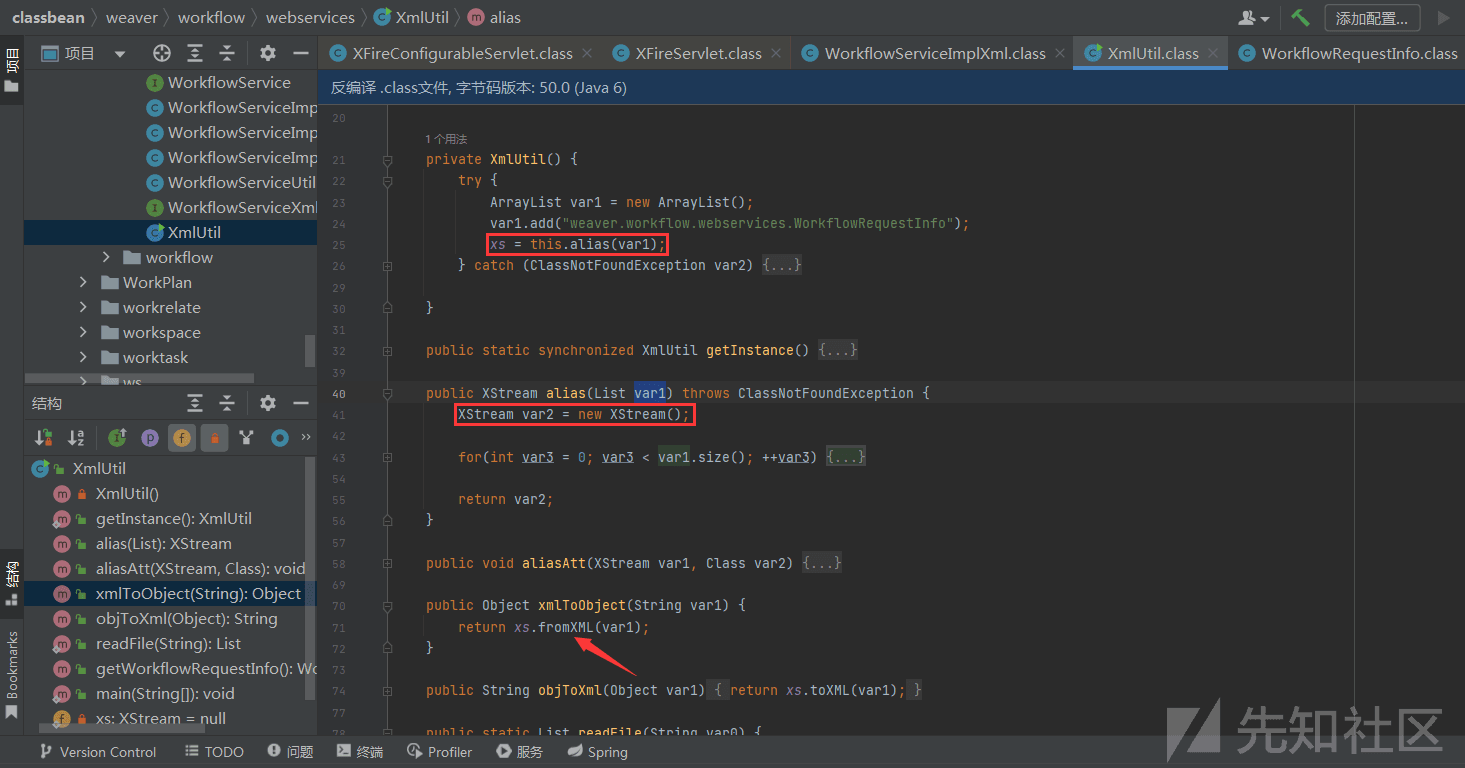 classbean weaver workflow webservices XmlUtil alias
添加配置...
项目
XFireConfigurableServlet.class
XFireServlet.class
WorkflowServiceImplXml.class
XmlUtil.class
WorkflowRequestInfo.class
项目
反编译 .class文件, 字节码版本: 50.0 (Java 6)
WorkflowService
WorkflowServiceImp
WorkflowServiceImp
WorkflowServiceImp
WorkflowServiceUtil
WorkflowServiceXml
XmlUtil
workflow
WorkPlan
workrelate
workspace
worktask
ws
结构
XmlUtil
XmlUtil()
getInstance(): XmlUtil
alias(List): XStream
aliasAtt(XStream, Class): void
xmlToObject(String): Object
objToXml(Object): String
readFile(String): List
getWorkflowRequestInfo(): Wo
main(String[]): void
xs: XStream = null
结构
Bookmarks
20
1 个用法
21 private XmlUtil() {
22 try {
23 ArrayList var1 = new ArrayList();
24 var1.add("weaver.workflow.webservices.WorkflowRequestInfo");
25 xs = this.alias(var1);
26 } catch (ClassNotFoundException var2) {...}
29
30 }
31
32 public static synchronized XmlUtil getInstance() {...}
39
40 public XStream alias(List var1) throws ClassNotFoundException {
41 XStream var2 = new XStream();
42
43 for(int var3 = 0; var3 < var1.size(); ++var3) {...}
54
55 return var2;
56 }
57
58 public void aliasAtt(XStream var1, Class var2) {...}
69
70 public Object xmlToObject(String var1) {
71 return xs.fromXML(var1);
72 }
73
74 public String objToXml(Object var1) { return xs.toXML(var1); }
77
78 public static List readFile(String var0) {
Version Control
TODO
问题
终端
Profiler
服务
Spring
先知社区